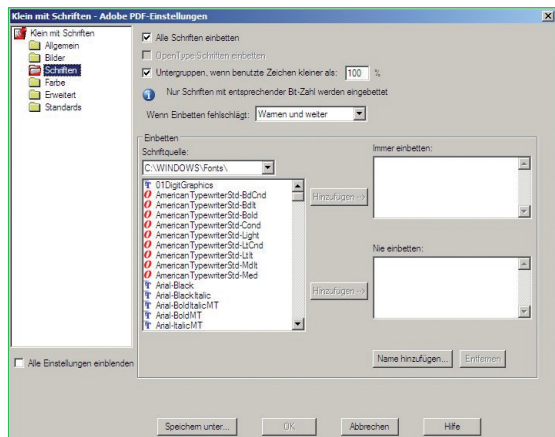 Klein mit Schriften - Adobe PDF-Einstellungen
Klein mit Schriften
Allgemein
Bilder
Schriften
Farbe
Erweitert
Standards
Alle Einstellungen einblenden
Alle Schriften einbetten
OpenType-Schriften einbetten
Untergruppen, wenn benutzte Zeichen kleiner als: 100 %
Nur Schriften mit entsprechender Bit-Zahl werden eingebettet
Wenn Einbetten fehlschlägt: Warnen und weiter
Einbetten
Schriftquelle:
C:\WINDOWS\Fonts\
01DigitGraphics
AmericanTypewriterStd-BdCnd
AmericanTypewriterStd-BdIt
AmericanTypewriterStd-Bold
AmericanTypewriterStd-Cond
AmericanTypewriterStd-Light
AmericanTypewriterStd-LtCnd
AmericanTypewriterStd-LtIt
AmericanTypewriterStd-MdIt
AmericanTypewriterStd-Med
Arial-Black
Arial-BlackItalic
Arial-BoldItalicMT
Arial-BoldMT
Arial-ItalicMT
Immer einbetten:
Hinzufügen -->
Nie einbetten:
Hinzufügen -->
Name hinzufügen... Entfernen
Speichern unter... OK Abbrechen Hilfe